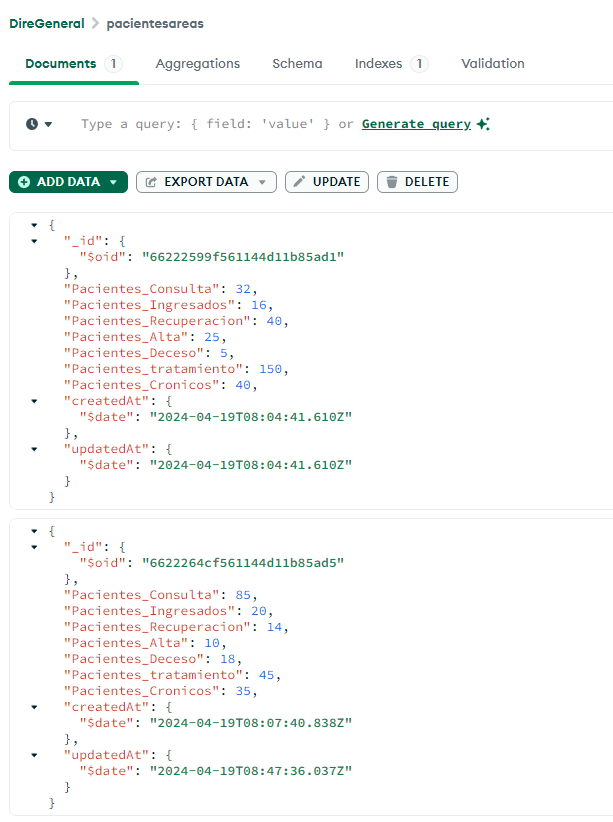 DireGeneral > pacientesareas
Documents 1 Aggregations Schema Indexes 1 Validation
Type a query: { field: 'value' } or Generate query
ADD DATA EXPORT DATA UPDATE DELETE
{
"_id": {
"$oid": "66222599f561144d11b85ad1"
},
"Pacientes_Consulta": 32,
"Pacientes_Ingresados": 16,
"Pacientes_Recuperacion": 40,
"Pacientes_Alta": 25,
"Pacientes_Deceso": 5,
"Pacientes_tratamiento": 150,
"Pacientes_Cronicos": 40,
"createdAt": {
"$date": "2024-04-19T08:04:41.610Z"
},
"updatedAt": {
"$date": "2024-04-19T08:04:41.610Z"
}
}
{
"_id": {
"$oid": "6622264cf561144d11b85ad5"
},
"Pacientes_Consulta": 85,
"Pacientes_Ingresados": 20,
"Pacientes_Recuperacion": 14,
"Pacientes_Alta": 10,
"Pacientes_Deceso": 18,
"Pacientes_tratamiento": 45,
"Pacientes_Cronicos": 35,
"createdAt": {
"$date": "2024-04-19T08:07:40.838Z"
},
"updatedAt": {
"$date": "2024-04-19T08:47:36.037Z"
}
}